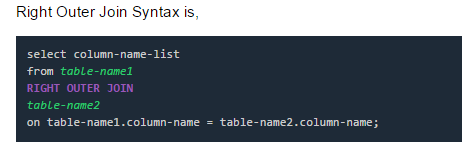 Right Outer Join Syntax is,
select column-name-list
from table-name1
RIGHT OUTER JOIN
table-name2
on table-name1.column-name = table-name2.column-name;